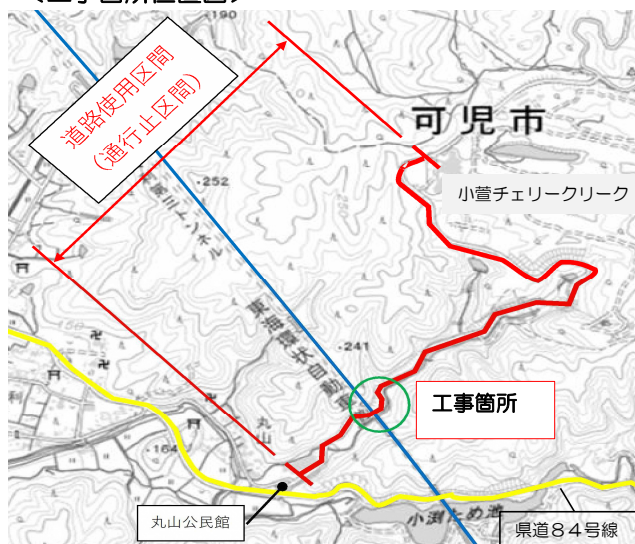 ・190
道路使用区間
（通行止区間）
可児市
・252
小萱チェリークリーク
・241
東海環状自動車
工事箇所
丸山
・164
利
丸山公民館
小渕ため池
県道８４号線